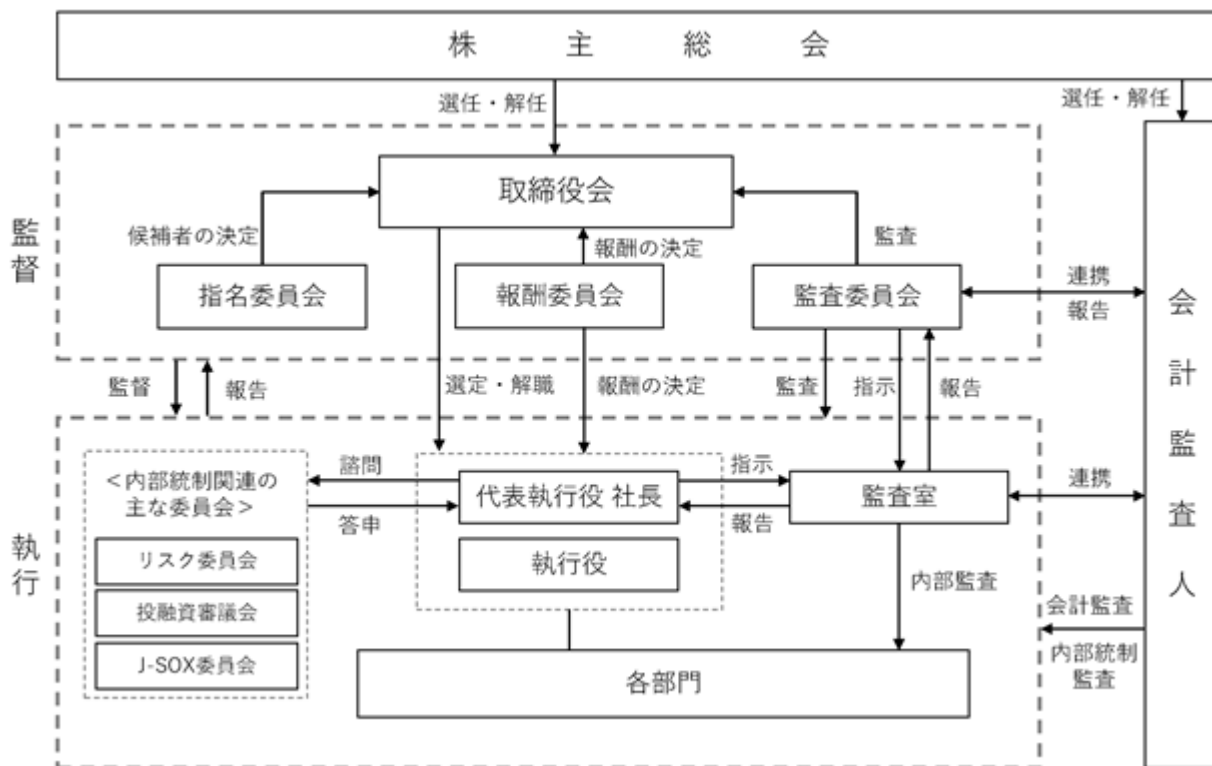 株主総会
選任・解任
選任・解任
監督
取締役会
候補者の決定
報酬の決定
監査
指名委員会
報酬委員会
監査委員会
連携
報告
会計監査人
監督
報告
選定・解職
報酬の決定
監査
指示
報告
執行
＜内部統制関連の
主な委員会＞
諮問
答申
代表執行役 社長
指示
報告
監査室
連携
リスク委員会
執行役
投融資審議会
内部監査
J-SOX委員会
各部門
会計監査
内部統制
監査